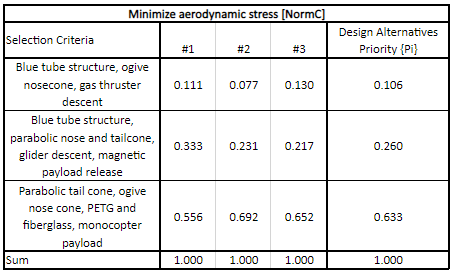 Minimize aerodynamic stress [NormC]
Selection Criteria #1 #2 #3 Design Alternatives
Priority {Pi}
Blue tube structure, ogive
nosecone, gas thruster
descent
0.111 0.077 0.130 0.106
Blue tube structure,
parabolic nose and tailcone,
glider descent, magnetic
payload release
0.333 0.231 0.217 0.260
Parabolic tail cone, ogive
nose cone, PETG and
fiberglass, monocopter
payload
0.556 0.692 0.652 0.633
Sum 1.000 1.000 1.000 1.000